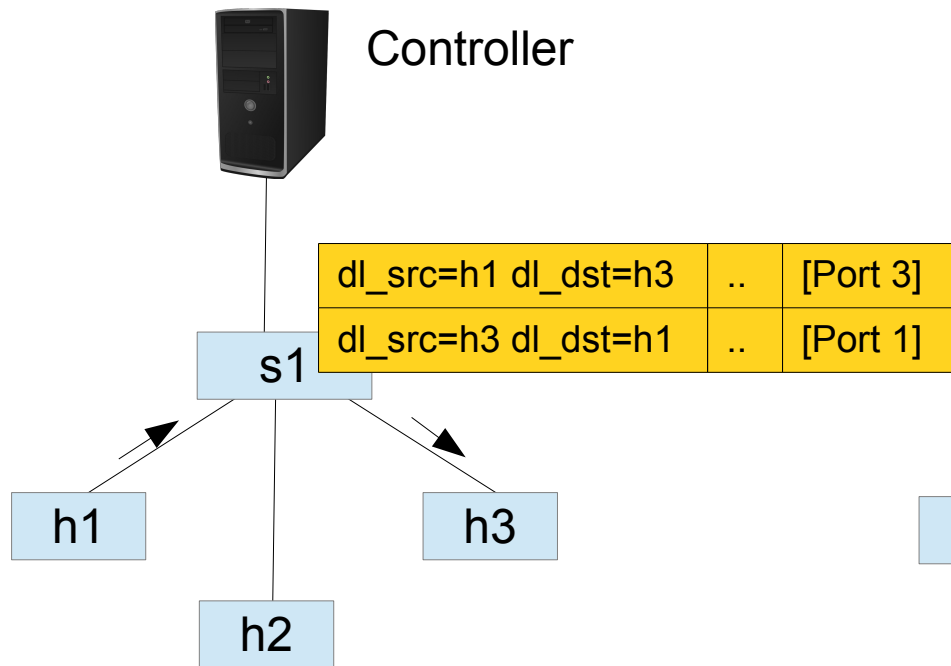 Controller
dl_src=h1 dl_dst=h3 .. [Port 3]
dl_src=h3 dl_dst=h1 .. [Port 1]
s1
h1
h3
h2